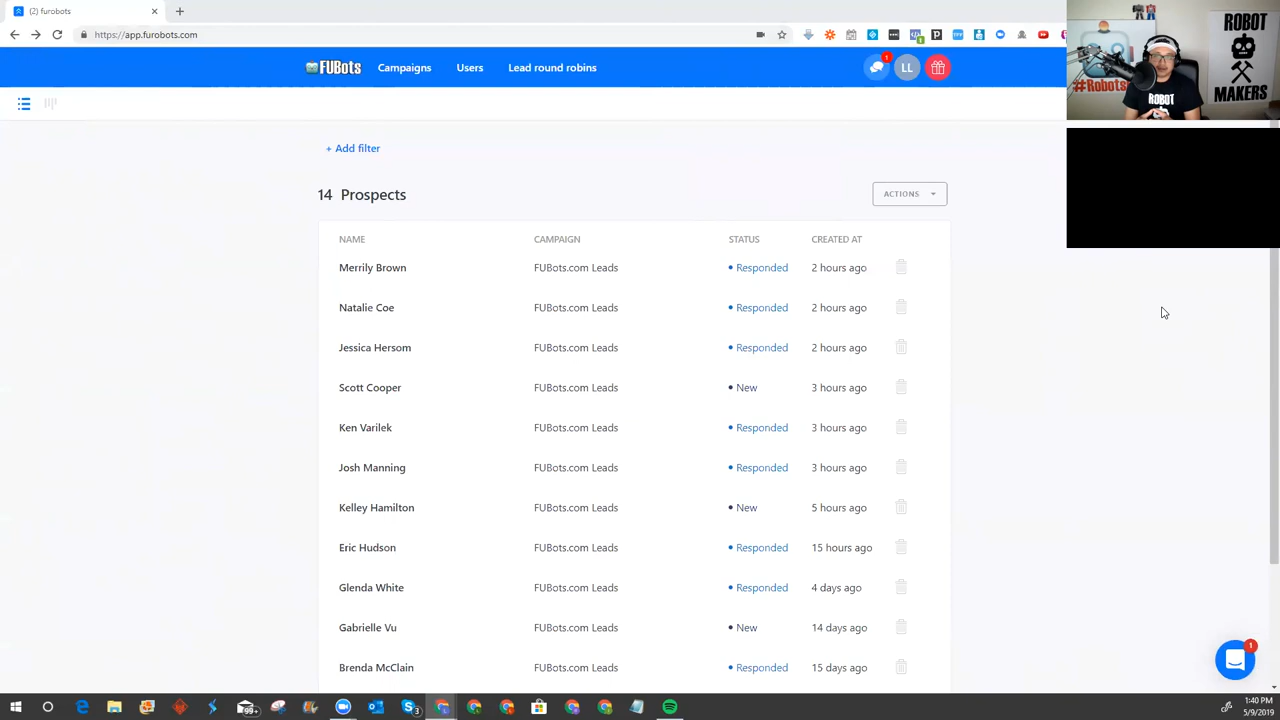 (2) furobots
https://app.furobots.com
FUBots
Campaigns
Users
Lead round robins
1
LL
+ Add filter
14 Prospects
ACTIONS
NAME CAMPAIGN STATUS CREATED AT
Merrily Brown FUBots.com Leads • Responded 2 hours ago
Natalie Coe FUBots.com Leads • Responded 2 hours ago
Jessica Hersom FUBots.com Leads • Responded 2 hours ago
Scott Cooper FUBots.com Leads • New 3 hours ago
Ken Varilek FUBots.com Leads • Responded 3 hours ago
Josh Manning FUBots.com Leads • Responded 3 hours ago
Kelley Hamilton FUBots.com Leads • New 5 hours ago
Eric Hudson FUBots.com Leads • Responded 15 hours ago
Glenda White FUBots.com Leads • Responded 4 days ago
Gabrielle Vu FUBots.com Leads • New 14 days ago
Brenda McClain FUBots.com Leads • Responded 15 days ago
#Robots
ROBOT
ROBOT
MAKERS
1
99+
3
1:40 PM
5/9/2019